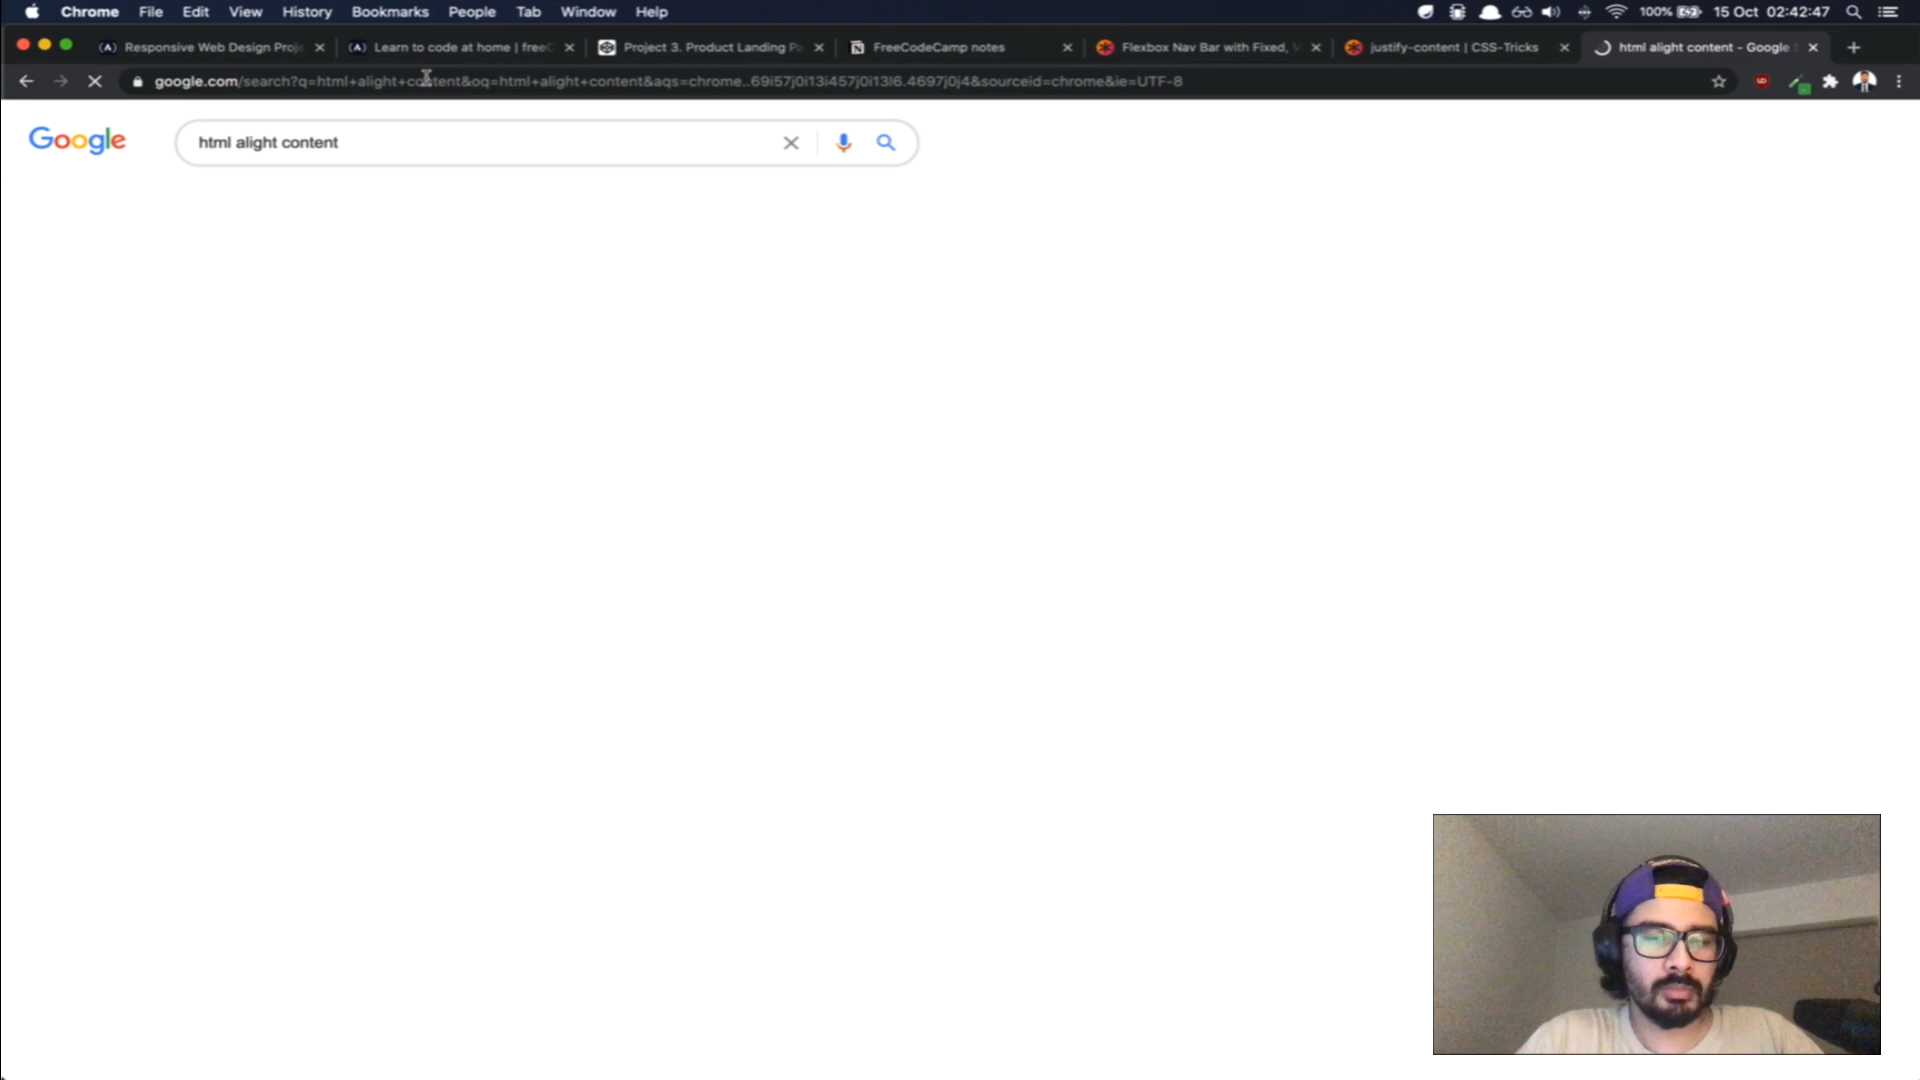 Chrome File Edit View History Bookmarks People Tab Window Help 100% 15 Oct 02:42:47
Responsive Web Design Proje Learn to code at home | freeC Project 3. Product Landing Pa FreeCodeCamp notes Flexbox Nav Bar with Fixed, V justify-content | CSS-Tricks html alight content - Google S
google.com/search?q=html+alight+content&oq=html+alight+content&aqs=chrome..69i57j0i13i457j0i13l6.4697j0j4&sourceid=chrome&ie=UTF-8
Google html alight content